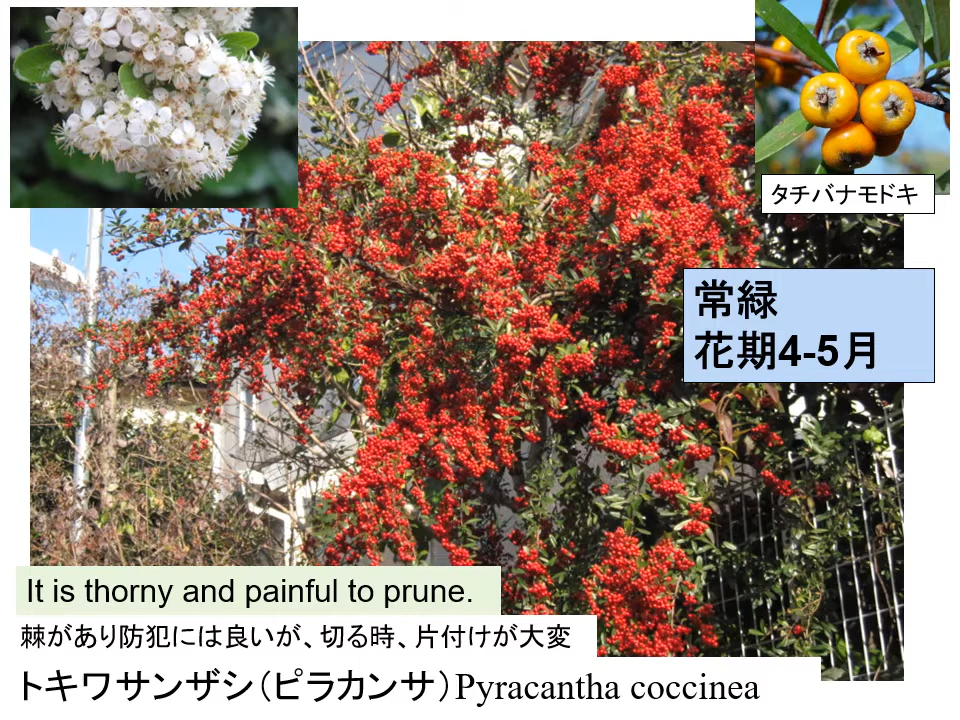 タチバナモドキ
常緑
花期4-5月
It is thorny and painful to prune.
棘があり防犯には良いが、切る時、片付けが大変
トキワサンザシ（ピラカンサ）Pyracantha coccinea